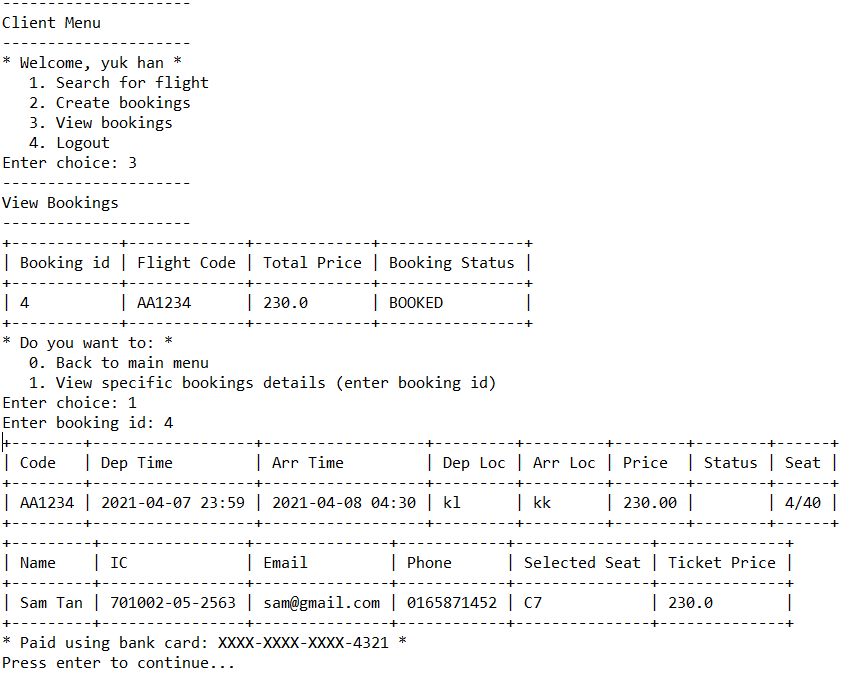 ---------------------
Client Menu
---------------------
* Welcome, yuk han *
   1. Search for flight
   2. Create bookings
   3. View bookings
   4. Logout
Enter choice: 3
---------------------
View Bookings
---------------------
+------------+-------------+-------------+----------------+
| Booking id | Flight Code | Total Price | Booking Status |
+------------+-------------+-------------+----------------+
| 4          | AA1234      | 230.0       | BOOKED         |
+------------+-------------+-------------+----------------+
* Do you want to: *
   0. Back to main menu
   1. View specific bookings details (enter booking id)
Enter choice: 1
Enter booking id: 4
+--------+------------------+------------------+---------+---------+--------+--------+------+
| Code   | Dep Time         | Arr Time         | Dep Loc | Arr Loc | Price  | Status | Seat |
+--------+------------------+------------------+---------+---------+--------+--------+------+
| AA1234 | 2021-04-07 23:59 | 2021-04-08 04:30 | kl      | kk      | 230.00 |        | 4/40 |
+--------+------------------+------------------+---------+---------+--------+--------+------+
+---------+----------------+---------------+------------+---------------+--------------+
| Name    | IC             | Email         | Phone      | Selected Seat | Ticket Price |
+---------+----------------+---------------+------------+---------------+--------------+
| Sam Tan | 701002-05-2563 | sam@gmail.com | 0165871452 | C7            | 230.0        |
+---------+----------------+---------------+------------+---------------+--------------+
* Paid using bank card: XXXX-XXXX-XXXX-4321 *
Press enter to continue...